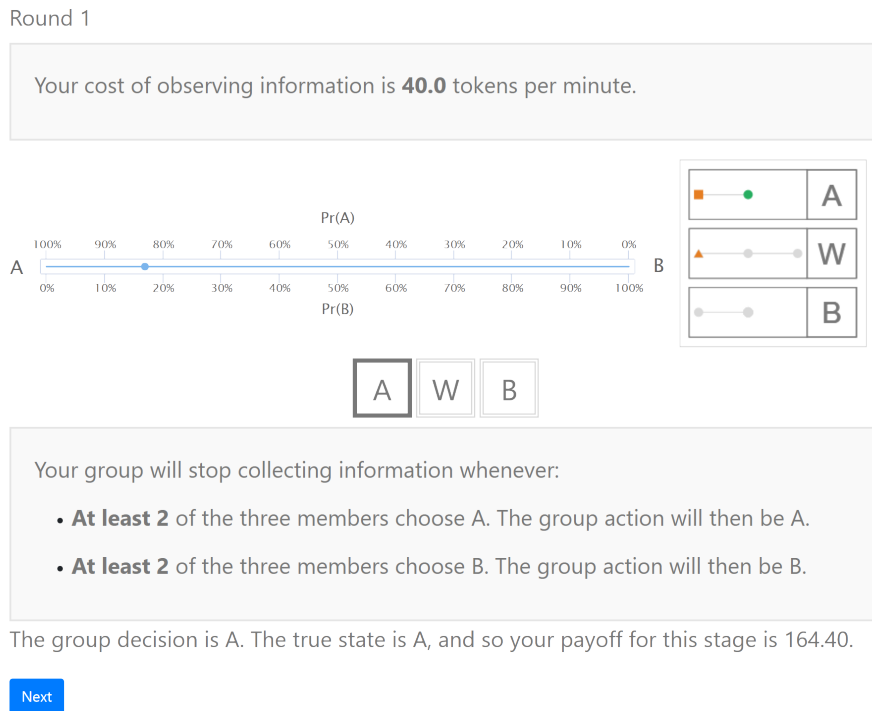 Round 1
Your cost of observing information is 40.0 tokens per minute.
Pr(A)
100% 90% 80% 70% 60% 50% 40% 30% 20% 10% 0%
A B
0% 10% 20% 30% 40% 50% 60% 70% 80% 90% 100%
Pr(B)
A
W
B
A W B
Your group will stop collecting information whenever:
• At least 2 of the three members choose A. The group action will then be A.
• At least 2 of the three members choose B. The group action will then be B.
The group decision is A. The true state is A, and so your payoff for this stage is 164.40.
Next